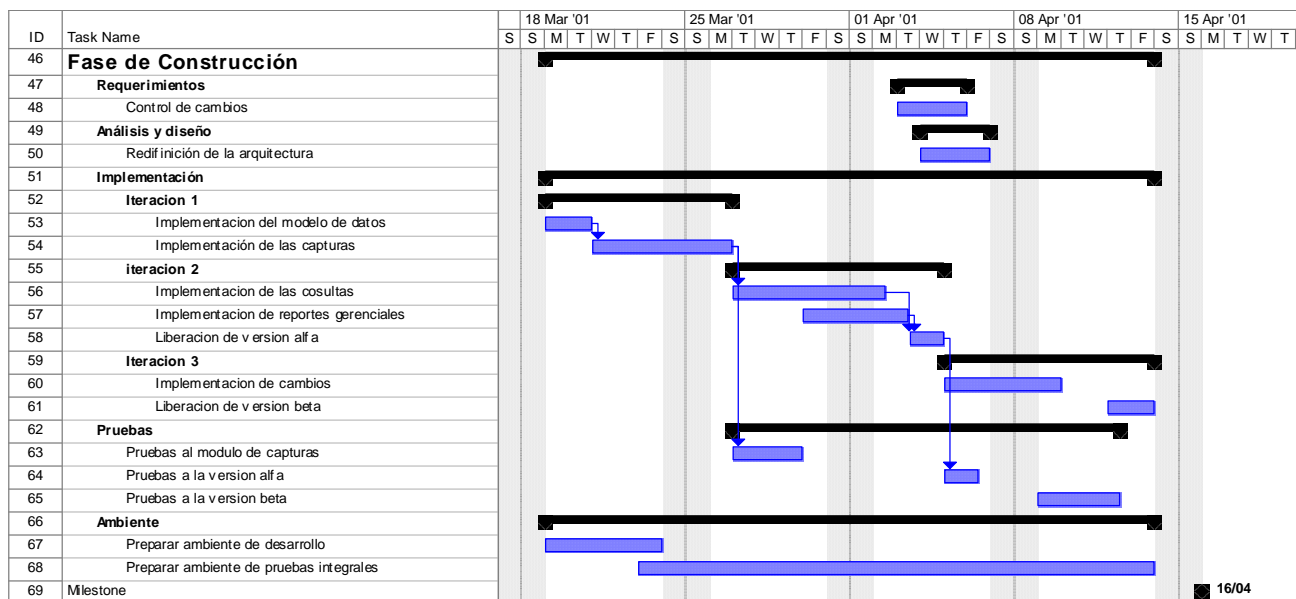 18 Mar '01 25 Mar '01 01 Apr '01 08 Apr '01 15 Apr '01
ID Task Name S S M T W T F S S M T W T F S S M T W T F S S M T W T F S S M T W T
46 Fase de Construcción
47 Requerimientos
48 Control de cambios
49 Análisis y diseño
50 Redifinición de la arquitectura
51 Implementación
52 Iteracion 1
53 Implementacion del modelo de datos
54 Implementación de las capturas
55 iteracion 2
56 Implementacion de las cosultas
57 Implementacion de reportes gerenciales
58 Liberacion de version alfa
59 Iteracion 3
60 Implementacion de cambios
61 Liberacion de version beta
62 Pruebas
63 Pruebas al modulo de capturas
64 Pruebas a la version alfa
65 Pruebas a la version beta
66 Ambiente
67 Preparar ambiente de desarrollo
68 Preparar ambiente de pruebas integrales
69 Milestone 16/04